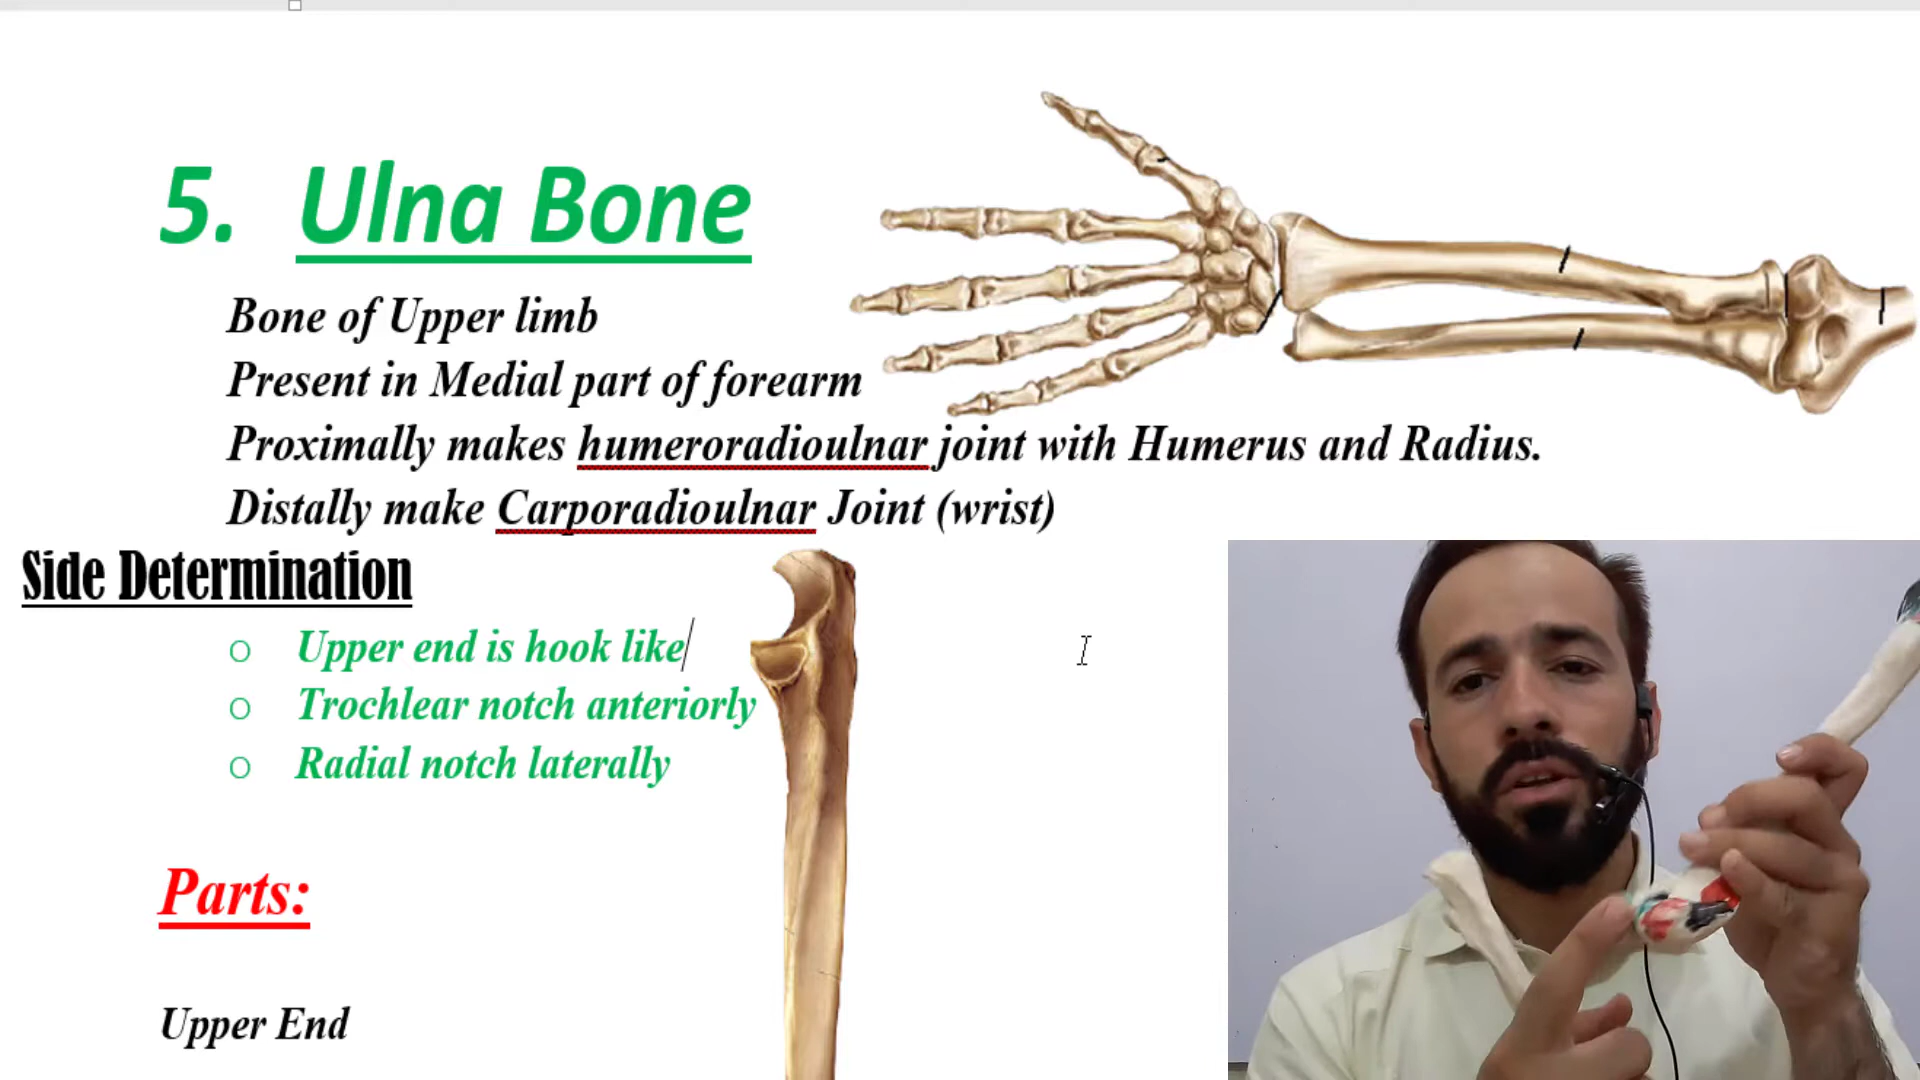 5. Ulna Bone
Bone of Upper limb
Present in Medial part of forearm
Proximally makes humeroradioulnar joint with Humerus and Radius.
Distally make Carporadioulnar Joint (wrist)
Side Determination
o Upper end is hook like
o Trochlear notch anteriorly
o Radial notch laterally
Parts:
Upper End